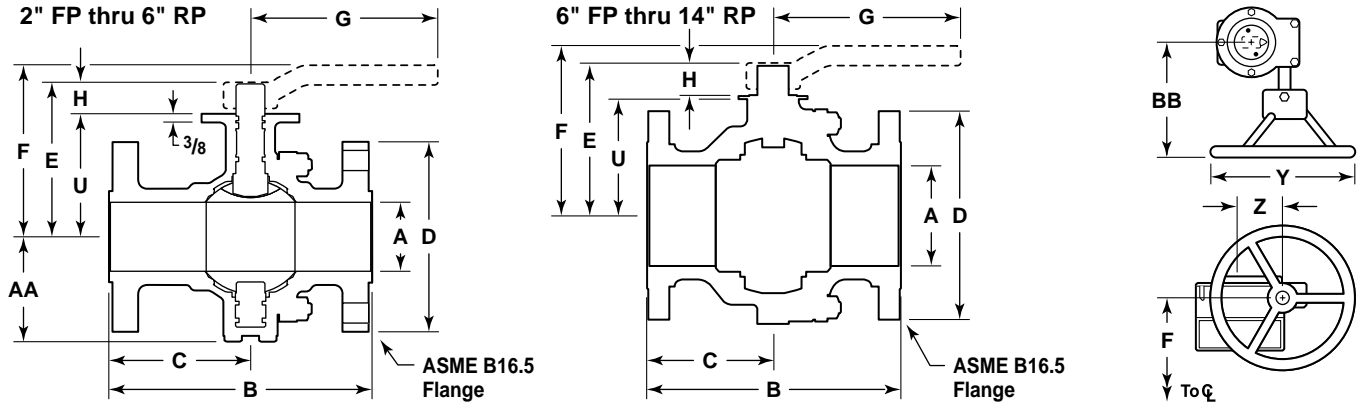 2" FP thru 6" RP
G
H
F
E
U
3/8
A
D
AA
C
B
ASME B16.5
Flange
6" FP thru 14" RP
G
H
F
E
U
A
D
C
B
ASME B16.5
Flange
BB
Y
Z
F
To ℄